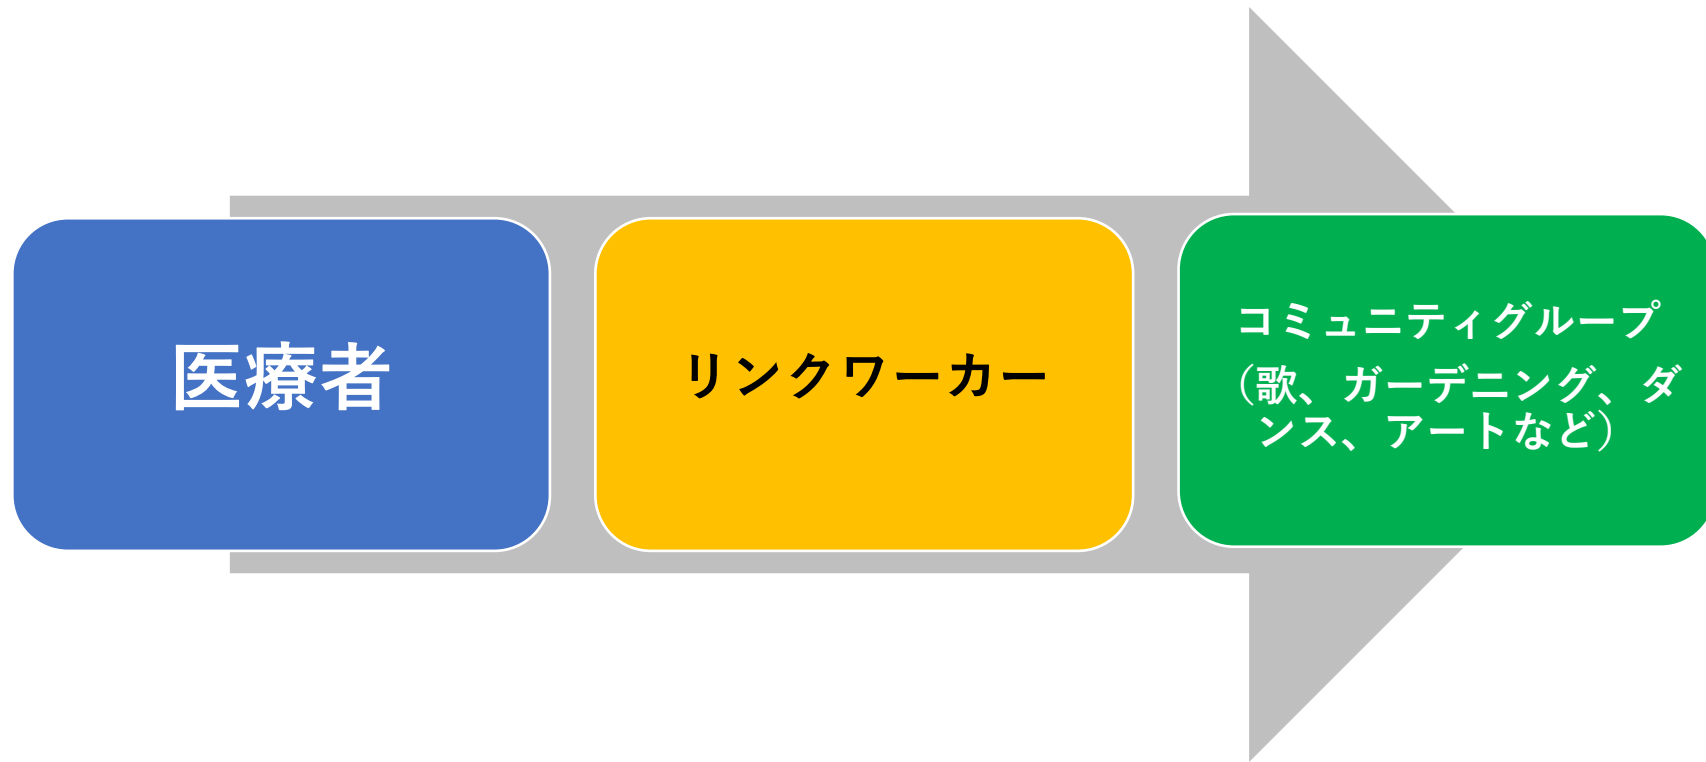 医療者
リンクワーカー
コミュニティグループ
（歌、ガーデニング、ダ
ンス、アートなど）